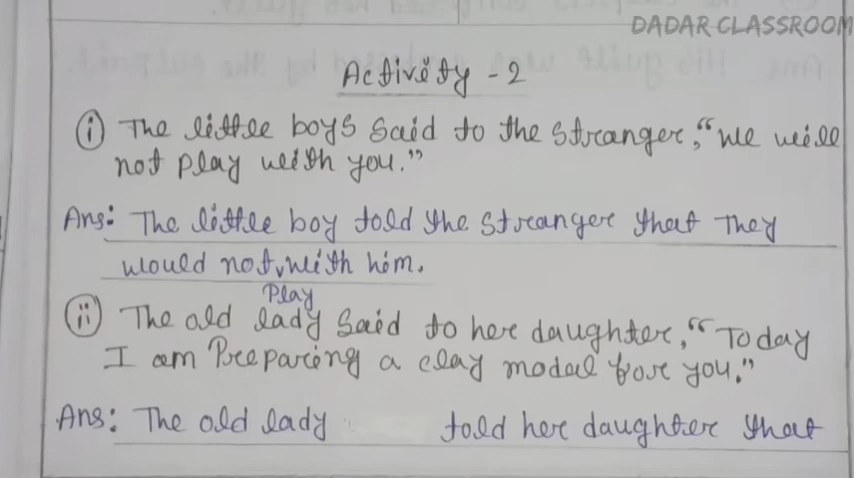 DADAR CLASSROOM
Activity - 2
(i) The little boys said to the stranger, "We will
not play with you."
Ans: The little boy told the stranger that They
would not, with him.
Play
(ii) The old lady said to her daughter, "Today
I am Preparing a clay modal for you."
Ans: The old lady told her daughter that